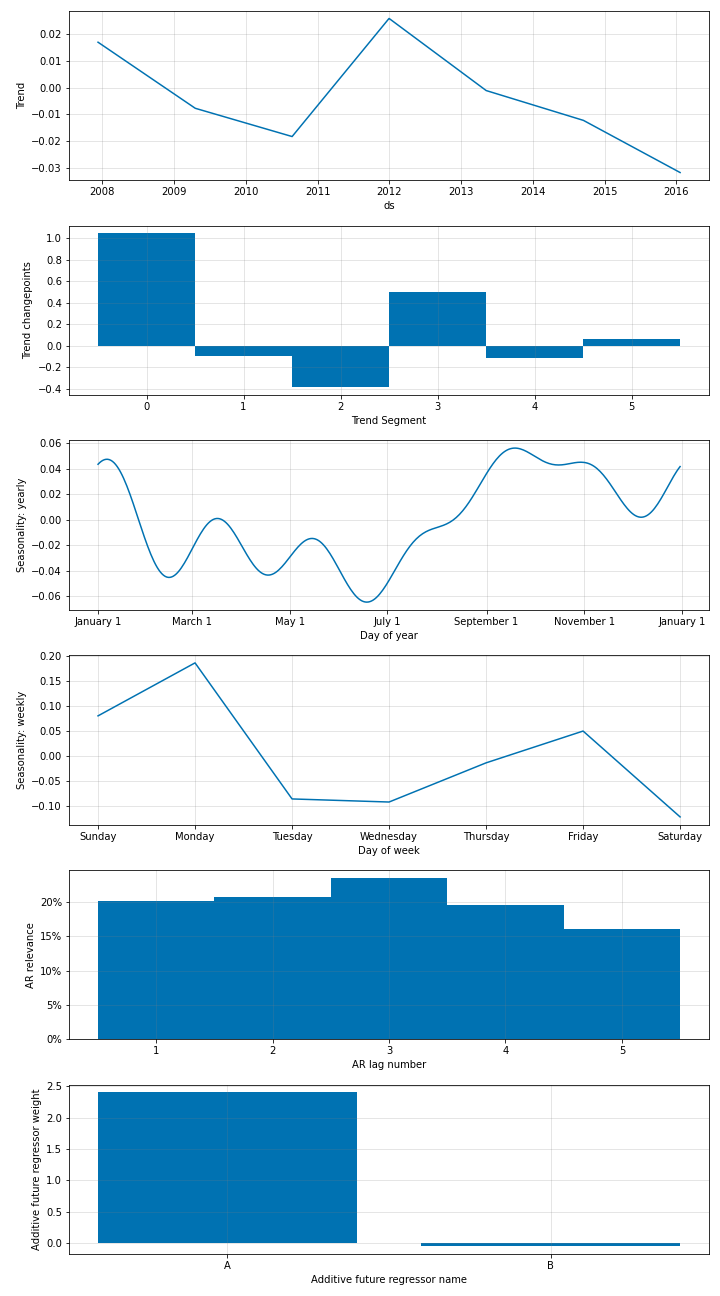 Trend
0.02
0.01
0.00
−0.01
−0.02
−0.03
2008 2009 2010 2011 2012 2013 2014 2015 2016
ds
Trend changepoints
1.0
0.8
0.6
0.4
0.2
0.0
−0.2
−0.4
0 1 2 3 4 5
Trend Segment
Seasonality: yearly
0.06
0.04
0.02
0.00
−0.02
−0.04
−0.06
January 1 March 1 May 1 July 1 September 1 November 1 January 1
Day of year
Seasonality: weekly
0.20
0.15
0.10
0.05
0.00
−0.05
−0.10
Sunday Monday Tuesday Wednesday Thursday Friday Saturday
Day of week
AR relevance
20%
15%
10%
5%
0%
1 2 3 4 5
AR lag number
Additive future regressor weight
2.5
2.0
1.5
1.0
0.5
0.0
A B
Additive future regressor name